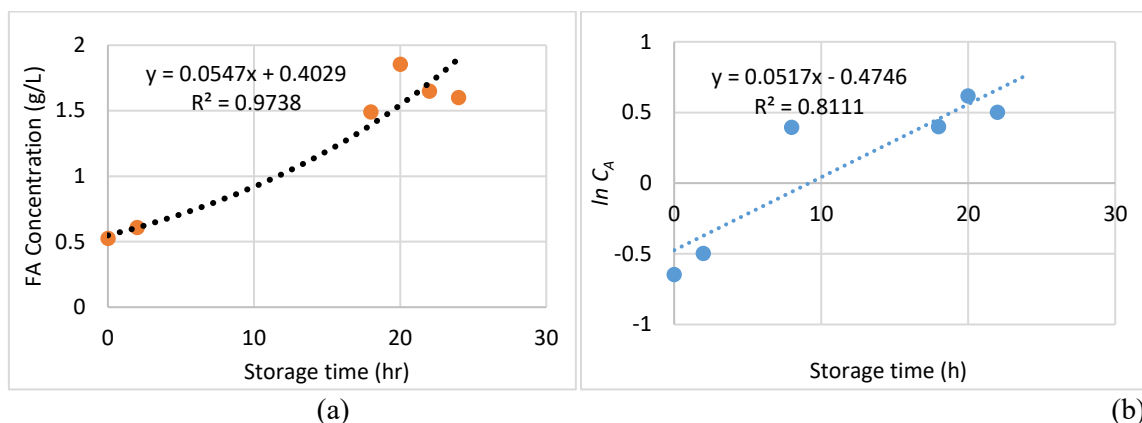 y = 0.0547x + 0.4029
R² = 0.9738
FA Concentration (g/L)
2
1.5
1
0.5
0
0 10 20 30
Storage time (hr)
(a)
y = 0.0517x - 0.4746
R² = 0.8111
ln C_A
1
0.5
0
-0.5
-1
0 10 20 30
Storage time (h)
(b)